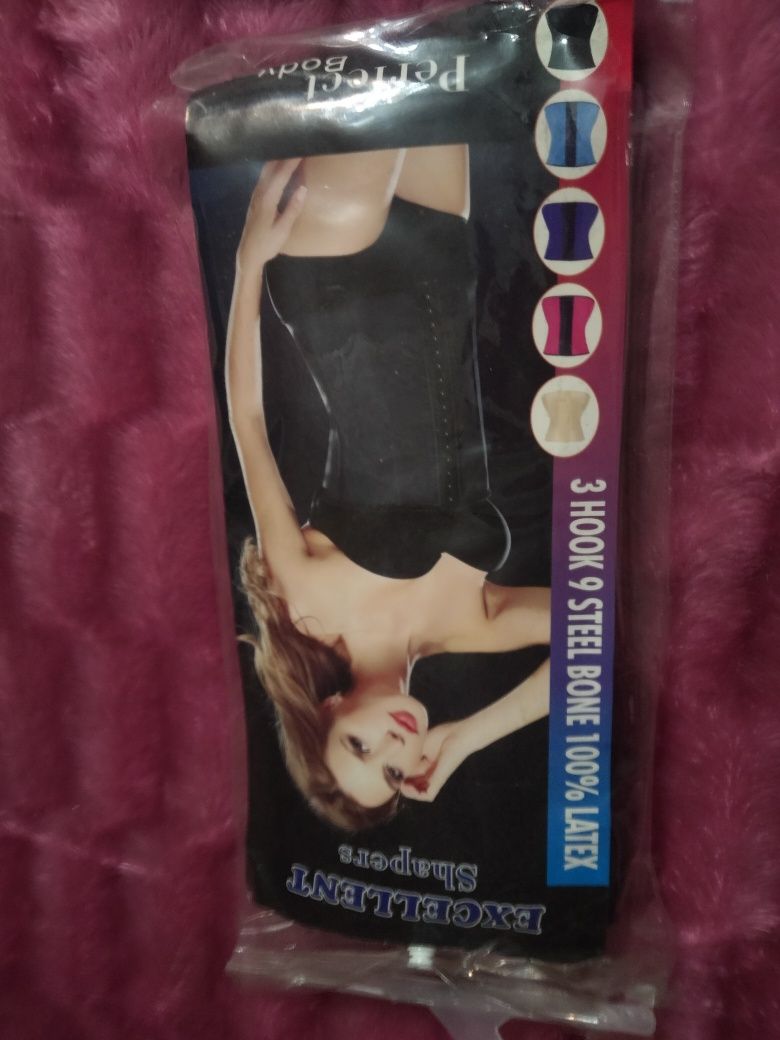 EXCELLENT
Shapers
3 HOOK 9 STEEL BONE 100% LATEX
Perfect
Body